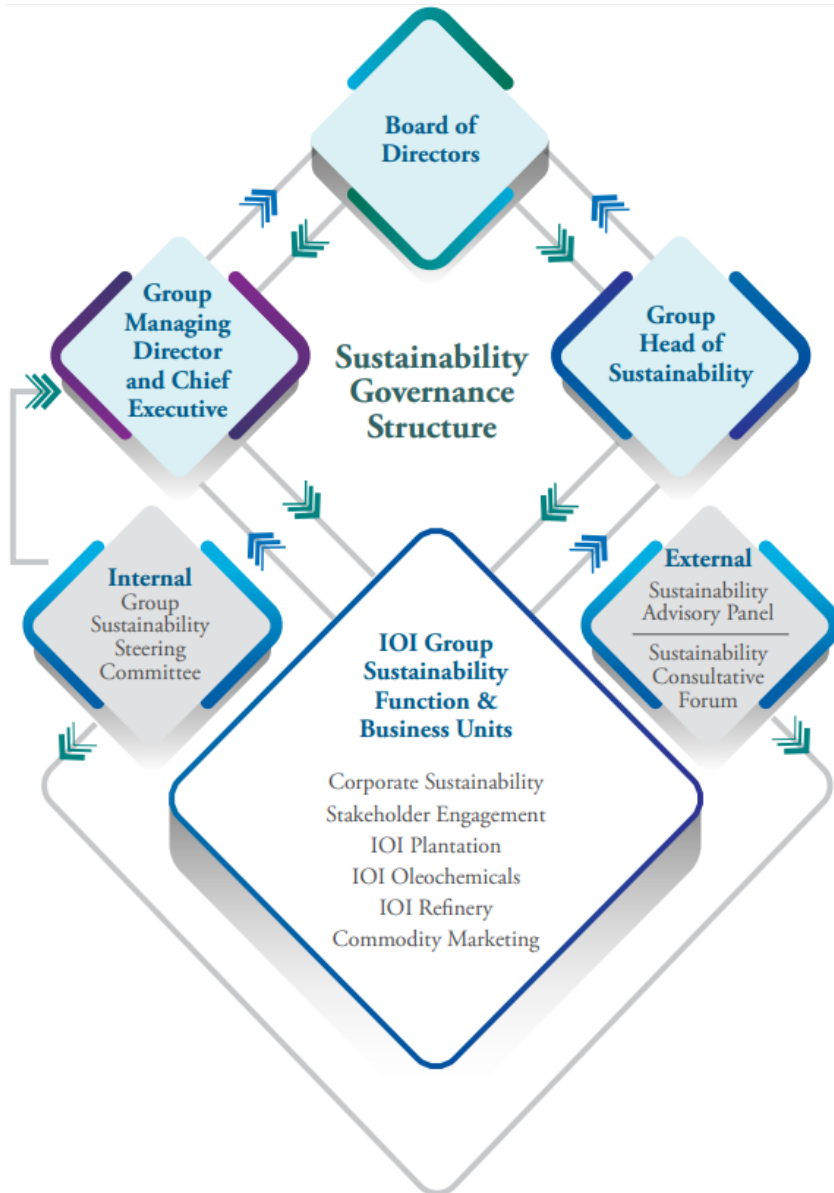 Board of
Directors
Group
Managing
Director
and Chief
Executive
Sustainability
Governance
Structure
Group
Head of
Sustainability
Internal
Group
Sustainability
Steering
Committee
External
Sustainability
Advisory Panel
Sustainability
Consultative
Forum
IOI Group
Sustainability
Function &
Business Units
Corporate Sustainability
Stakeholder Engagement
IOI Plantation
IOI Oleochemicals
IOI Refinery
Commodity Marketing